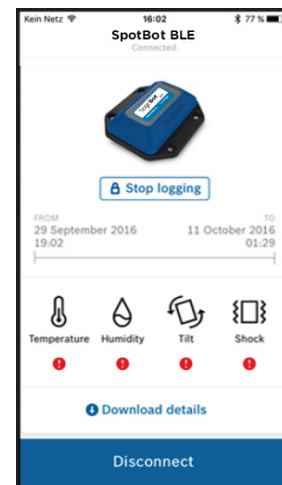 Kein Netz 16:02 77 %
SpotBot BLE
Connected
SpotBot
Stop logging
FROM TO
29 September 2016 11 October 2016
19:02 01:29
Temperature Humidity Tilt Shock
Download details
Disconnect